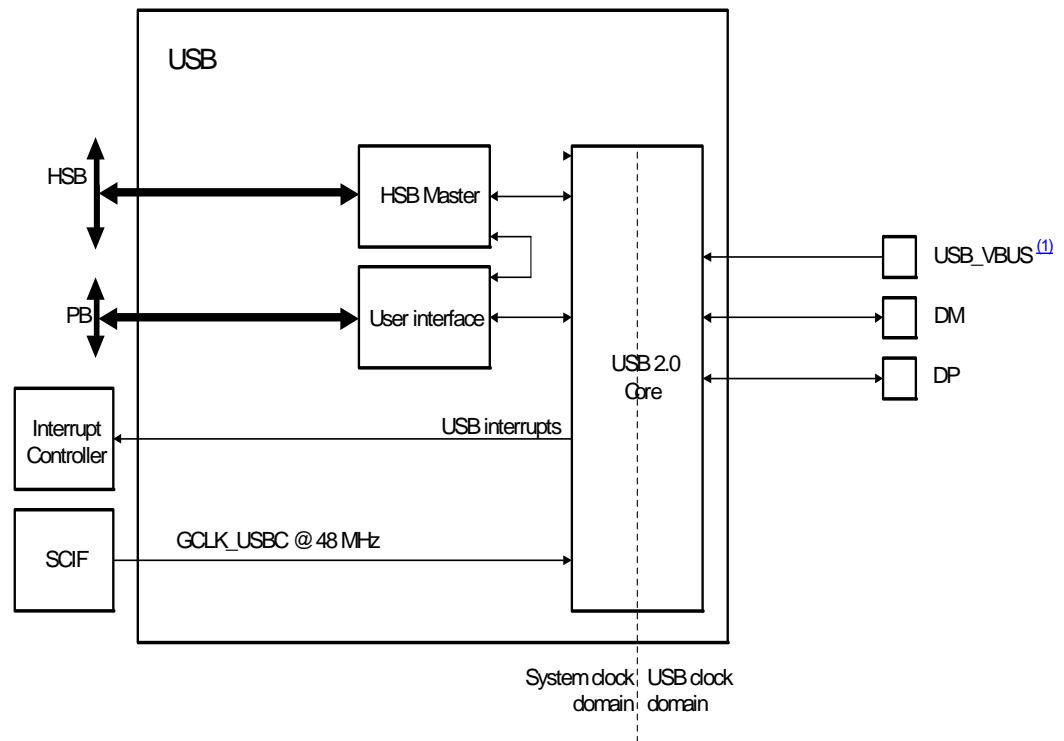 USB
HSB
HSB Master
USB_VBUS (1)
PB
User interface
DM
USB 2.0
Core
DP
USB interrupts
Interrupt
Controller
GCLK_USBC @ 48 MHz
SCIF
System clock
domain
USB clock
domain